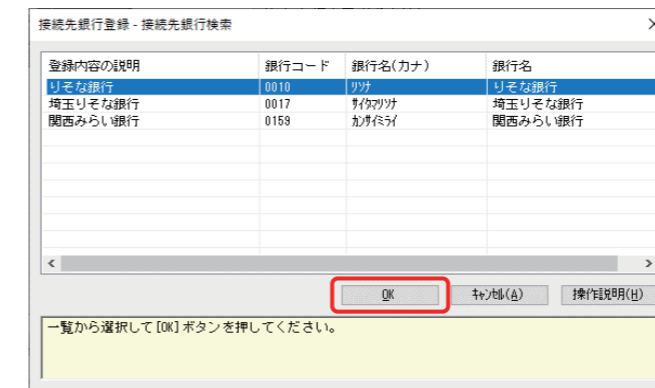 接続先銀行登録 - 接続先銀行検索
登録内容の説明 銀行コード 銀行名(カナ) 銀行名
りそな銀行 0010 ﾘｿﾅ りそな銀行
埼玉りそな銀行 0017 ｻｲﾀﾏﾘｿﾅ 埼玉りそな銀行
関西みらい銀行 0159 ｶﾝｻｲﾐﾗｲ 関西みらい銀行
OK ｷｬﾝｾﾙ(A) 操作説明(H)
一覧から選択して[OK]ボタンを押してください。